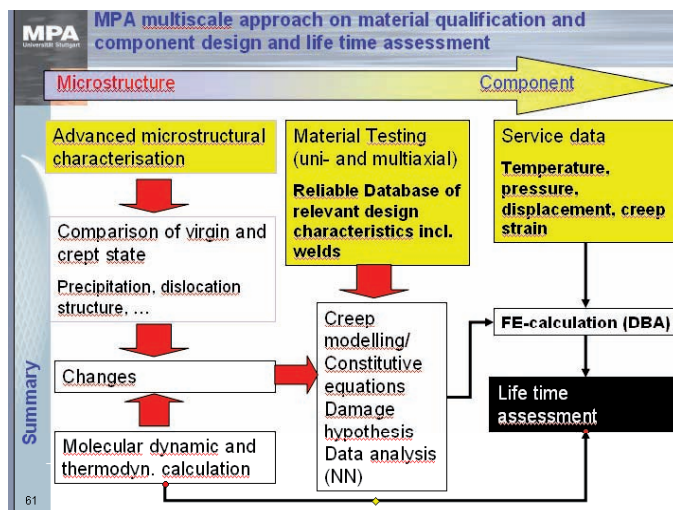 MPA
Universität Stuttgart
MPA multiscale approach on material qualification and
component design and life time assessment
Microstructure
Component
Advanced microstructural
characterisation
Material Testing
(uni- and multiaxial)
Reliable Database of
relevant design
characteristics incl.
welds
Service data
Temperature,
pressure,
displacement, creep
strain
Comparison of virgin and
crept state
Precipitation, dislocation
structure, ...
Changes
Molecular dynamic and
thermodyn. calculation
Creep
modelling/
Constitutive
equations
Damage
hypothesis
Data analysis
(NN)
FE-calculation (DBA)
Life time
assessment
Summary
61